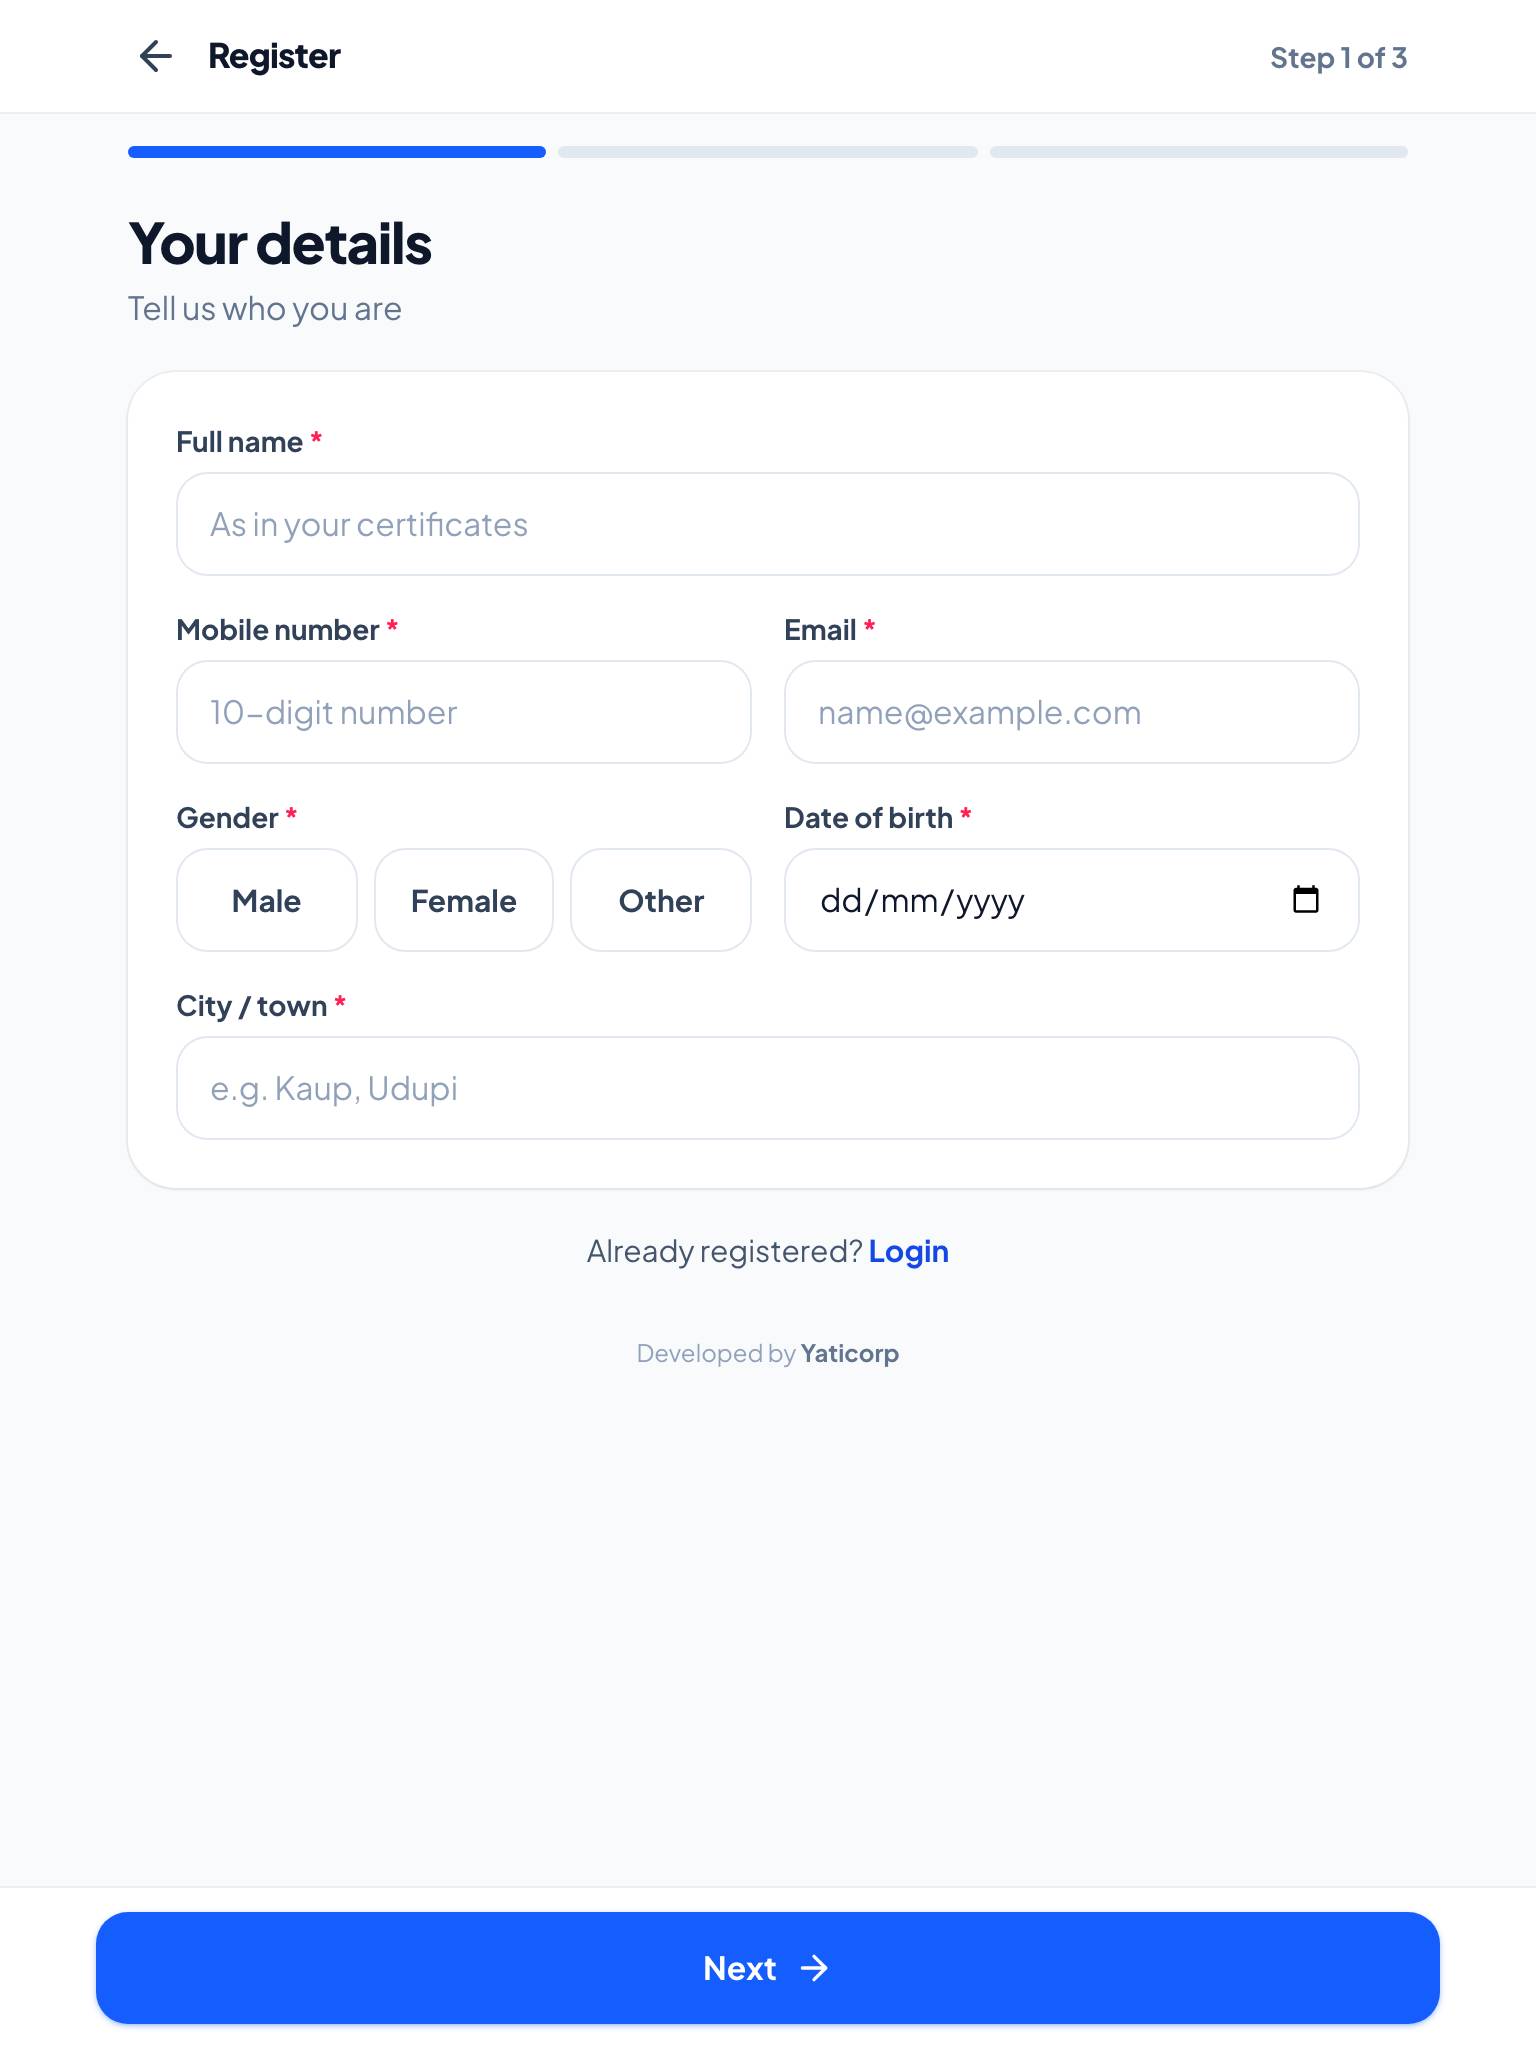 Register
Step 1 of 3
Your details
Tell us who you are
Full name *
As in your certificates
Mobile number *
Email *
10-digit number
name@example.com
Gender *
Date of birth *
Male
Female
Other
dd/mm/yyyy
City / town *
e.g. Kaup, Udupi
Already registered? Login
Developed by Yaticorp
Next